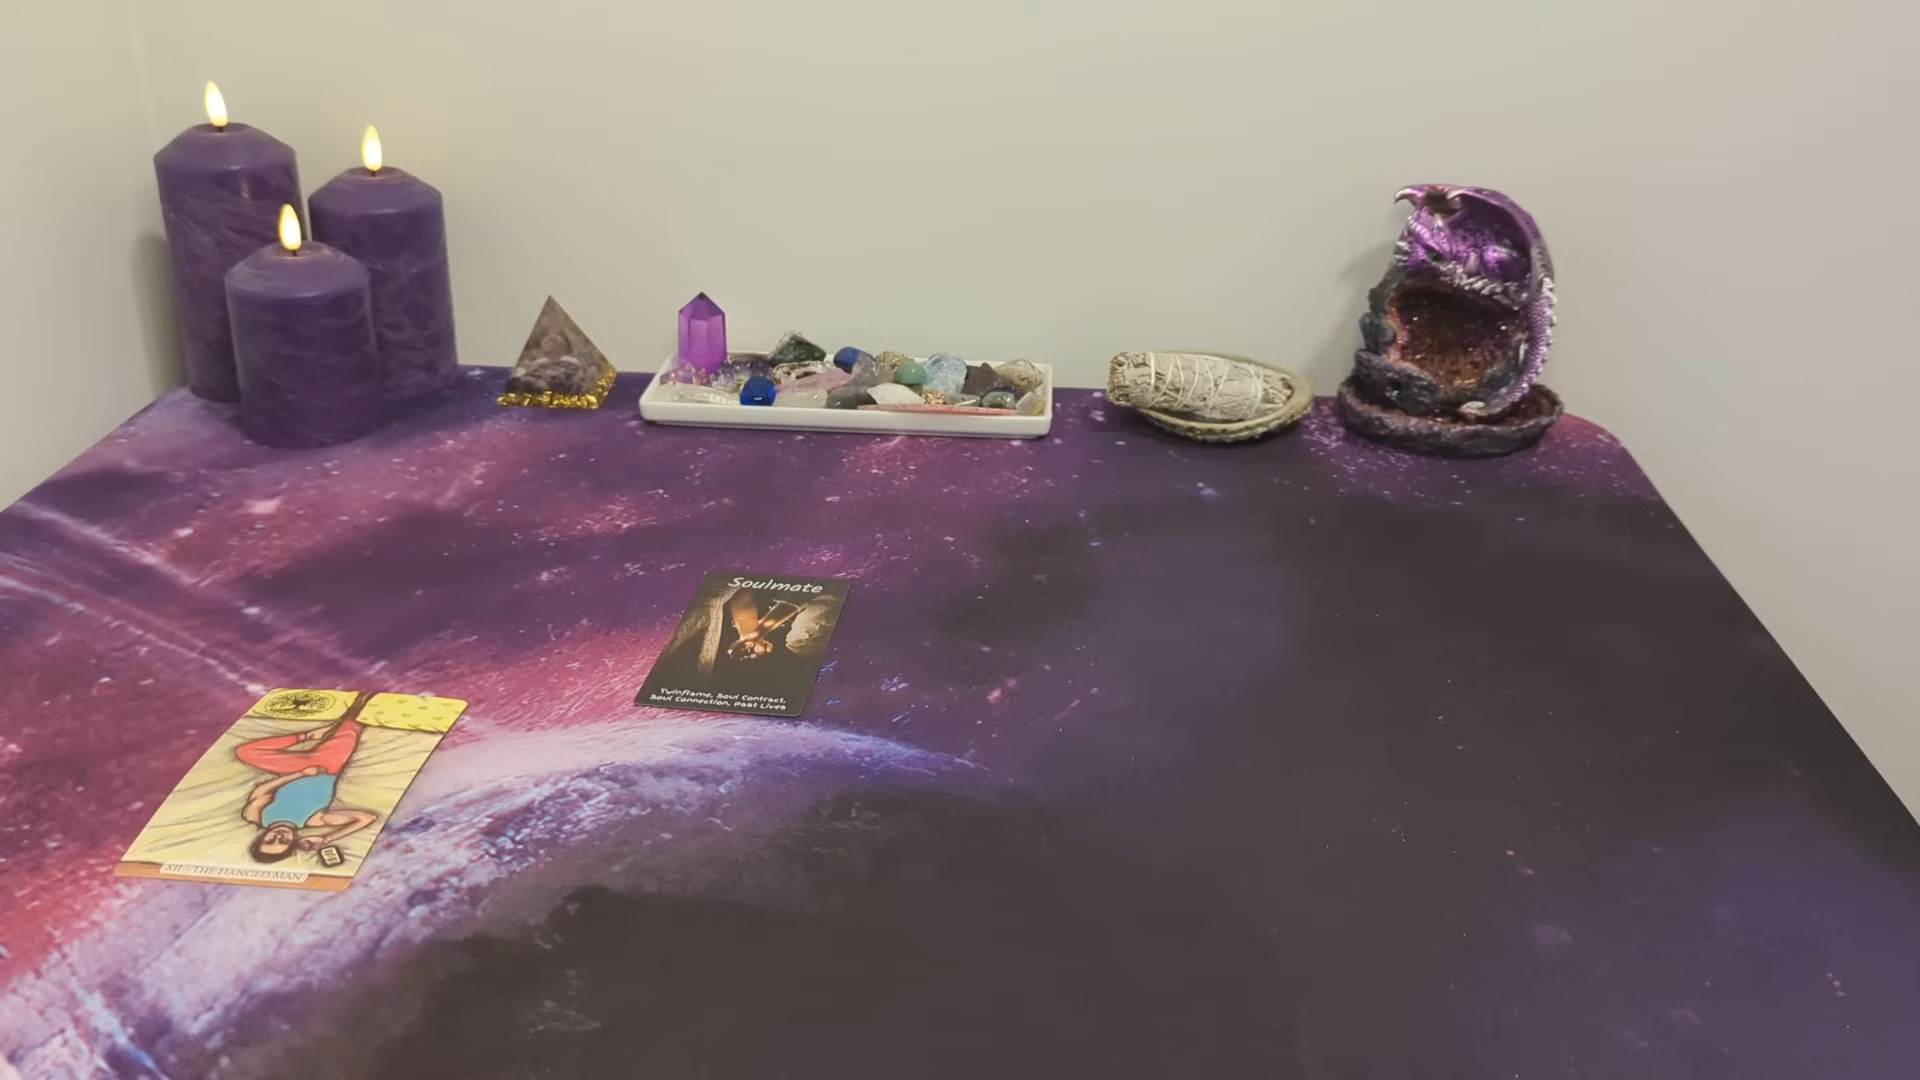 Soulmate
Twinflame, Soul Contract,
Soul Connection, Past Lives
XII - THE HANGED MAN